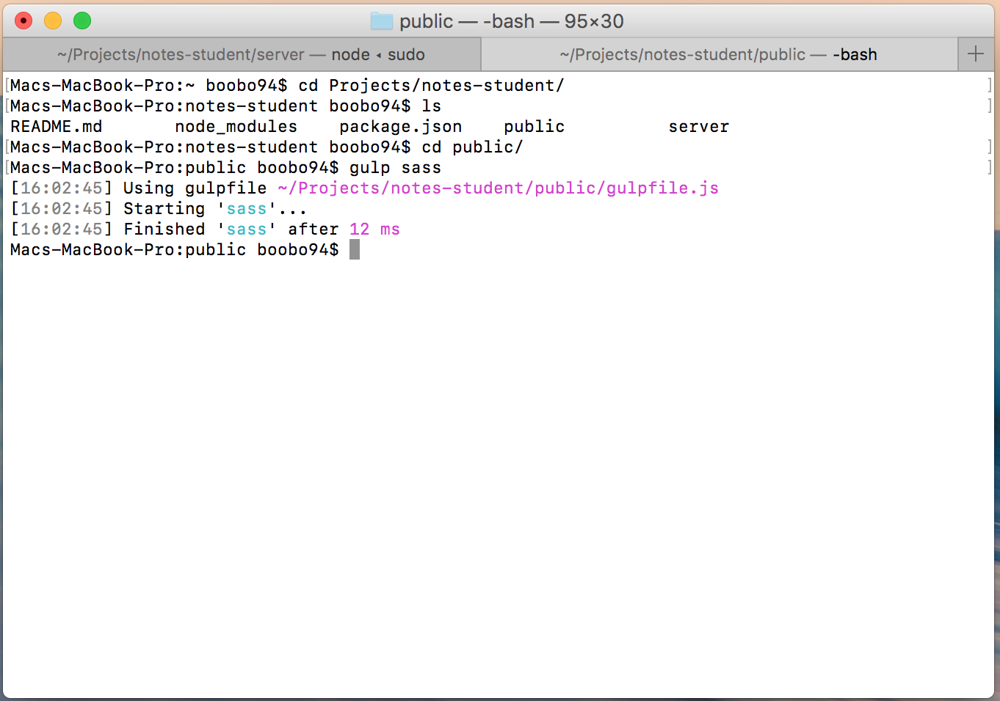 public — -bash — 95×30
~/Projects/notes-student/server — node ◂ sudo
~/Projects/notes-student/public — -bash
[Macs-MacBook-Pro:~ boobo94$ cd Projects/notes-student/ ]
[Macs-MacBook-Pro:notes-student boobo94$ ls ]
README.md node_modules package.json public server
[Macs-MacBook-Pro:notes-student boobo94$ cd public/ ]
[Macs-MacBook-Pro:public boobo94$ gulp sass ]
[16:02:45] Using gulpfile ~/Projects/notes-student/public/gulpfile.js
[16:02:45] Starting 'sass'...
[16:02:45] Finished 'sass' after 12 ms
Macs-MacBook-Pro:public boobo94$